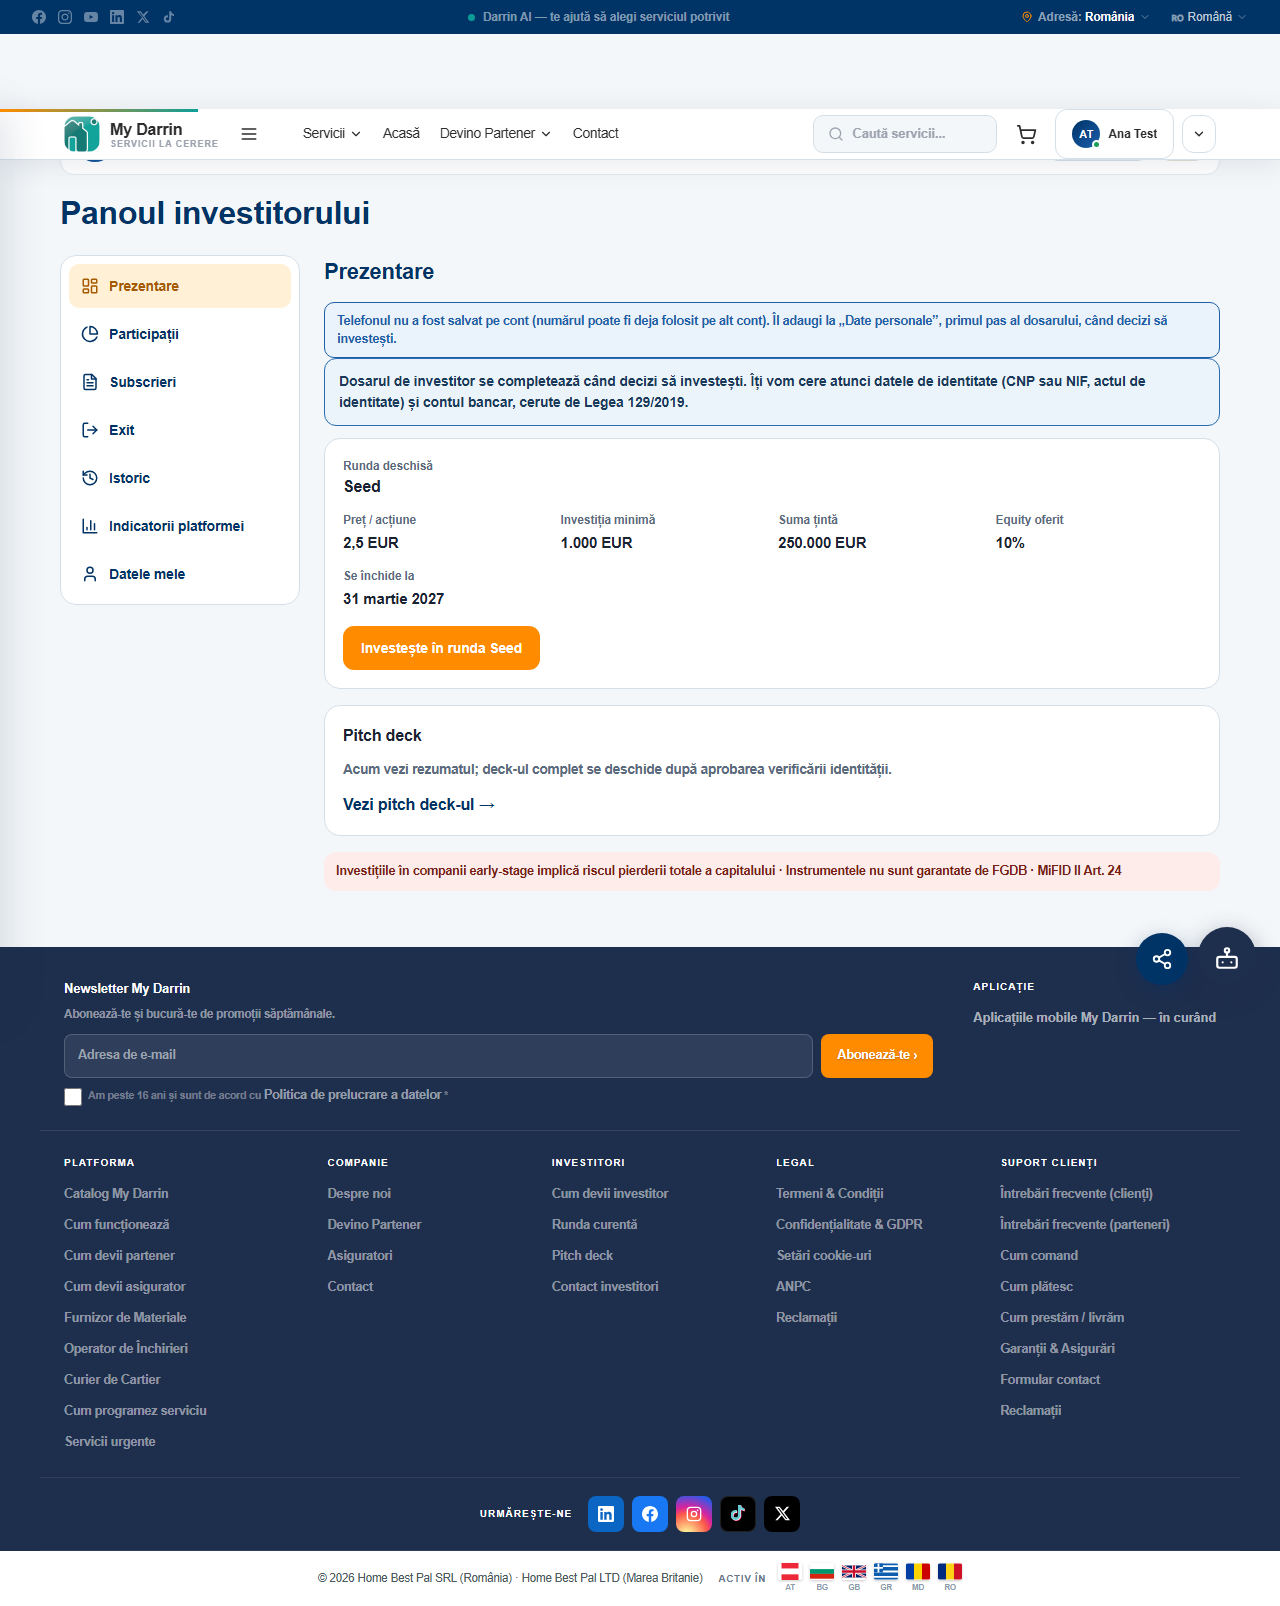 Darrin AI — te ajută să alegi serviciul potrivit
Adresă: România
RO Română
My Darrin
SERVICII LA CERERE
Servicii
Acasă
Devino Partener
Contact
Caută servicii...
AT
Ana Test
Panoul investitorului
Prezentare
Participații
Subscrieri
Exit
Istoric
Indicatorii platformei
Datele mele
Prezentare
Telefonul nu a fost salvat pe cont (numărul poate fi deja folosit pe alt cont). Îl adaugi la „Date personale”, primul pas al dosarului, când decizi să
investești.
Dosarul de investitor se completează când decizi să investești. Îți vom cere atunci datele de identitate (CNP sau NIF, actul de
identitate) și contul bancar, cerute de Legea 129/2019.
Runda deschisă
Seed
Preț / acțiune
2,5 EUR
Investiția minimă
1.000 EUR
Suma țintă
250.000 EUR
Equity oferit
10%
Se închide la
31 martie 2027
Investește în runda Seed
Pitch deck
Acum vezi rezumatul; deck-ul complet se deschide după aprobarea verificării identității.
Vezi pitch deck-ul →
Investițiile în companii early-stage implică riscul pierderii totale a capitalului · Instrumentele nu sunt garantate de FGDB · MiFID II Art. 24
Newsletter My Darrin
Abonează-te și bucură-te de promoții săptămânale.
Adresa de e-mail
Abonează-te ›
Am peste 16 ani și sunt de acord cu Politica de prelucrare a datelor *
APLICAȚIE
Aplicațiile mobile My Darrin — în curând
PLATFORMA
Catalog My Darrin
Cum funcționează
Cum devii partener
Cum devii asigurator
Furnizor de Materiale
Operator de Închirieri
Curier de Cartier
Cum programez serviciu
Servicii urgente
COMPANIE
Despre noi
Devino Partener
Asiguratori
Contact
INVESTITORI
Cum devii investitor
Runda curentă
Pitch deck
Contact investitori
LEGAL
Termeni & Condiții
Confidențialitate & GDPR
Setări cookie-uri
ANPC
Reclamații
SUPORT CLIENȚI
Întrebări frecvente (clienți)
Întrebări frecvente (parteneri)
Cum comand
Cum plătesc
Cum prestăm / livrăm
Garanții & Asigurări
Formular contact
Reclamații
URMĂREȘTE-NE
© 2026 Home Best Pal SRL (România) · Home Best Pal LTD (Marea Britanie)
ACTIV ÎN
AT
BG
GB
GR
MD
RO